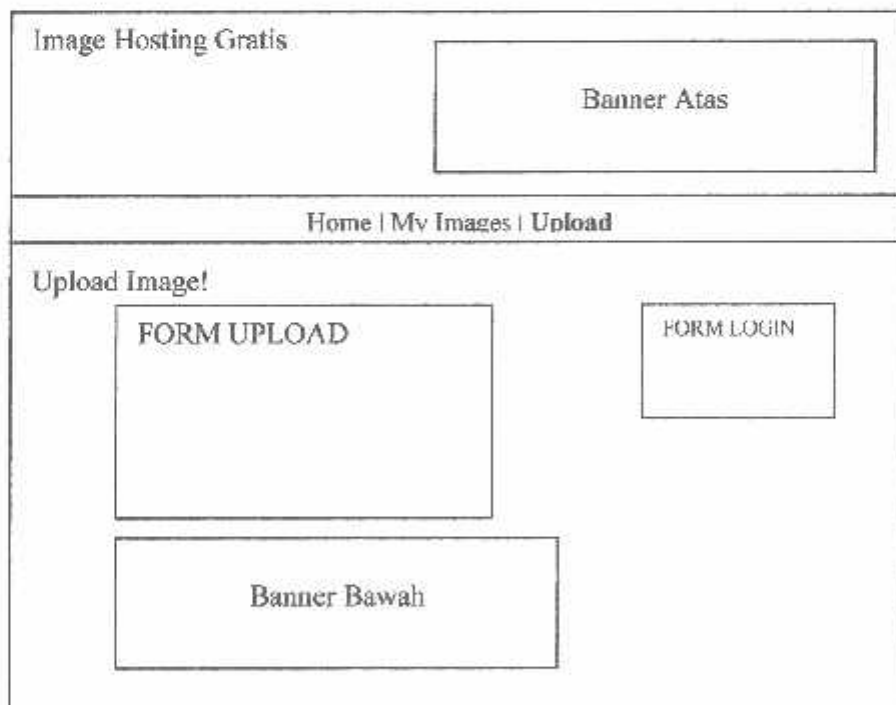 Image Hosting Gratis
Banner Atas
Home | My Images | Upload
Upload Image!
FORM UPLOAD
FORM LOGIN
Banner Bawah